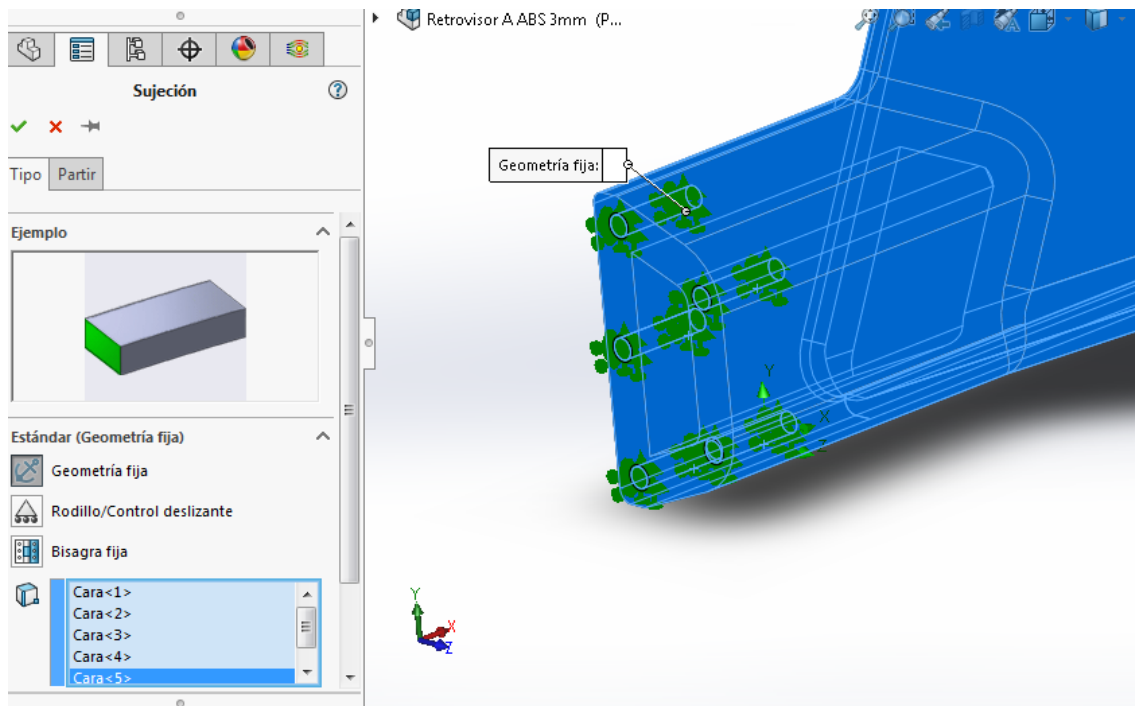 Retrovisor A ABS 3mm (P...
Sujeción
Tipo
Partir
Ejemplo
Estándar (Geometría fija)
Geometría fija
Rodillo/Control deslizante
Bisagra fija
Cara<1>
Cara<2>
Cara<3>
Cara<4>
Cara<5>
Geometría fija:
Y
X
Z
Y
X
Z